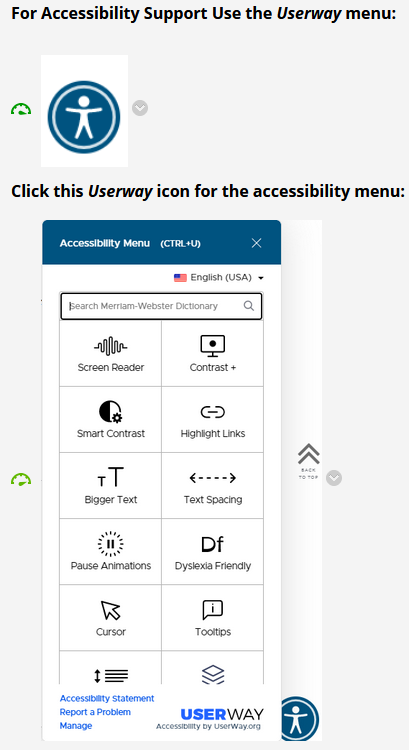 For Accessibility Support Use the Userway menu:
Click this Userway icon for the accessibility menu:
Accessibility Menu (CTRL+U)
English (USA)
Search Merriam-Webster Dictionary
Screen Reader
Contrast +
Smart Contrast
Highlight Links
Bigger Text
Text Spacing
Pause Animations
Df
Dyslexia Friendly
Cursor
Tooltips
BACK
TO TOP
Accessibility Statement
Report a Problem
Manage
USERWAY
Accessibility by UserWay.org